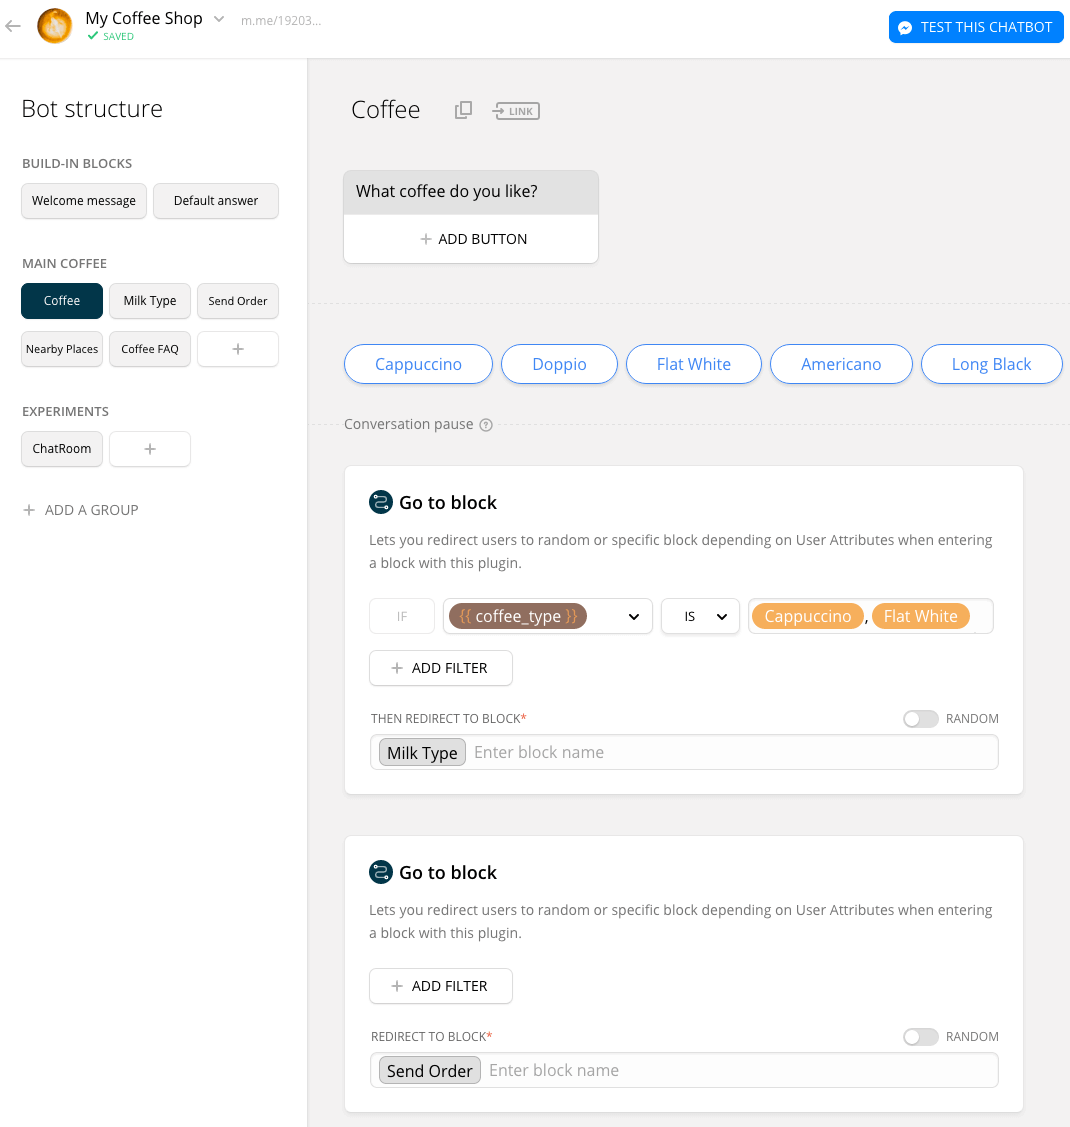 My Coffee Shop
m.me/19203...
SAVED
TEST THIS CHATBOT
Bot structure
BUILD-IN BLOCKS
Welcome message
Default answer
MAIN COFFEE
Coffee
Milk Type
Send Order
Nearby Places
Coffee FAQ
+
EXPERIMENTS
ChatRoom
+
+ ADD A GROUP
Coffee
LINK
What coffee do you like?
+ ADD BUTTON
Cappuccino
Doppio
Flat White
Americano
Long Black
Conversation pause ?
Go to block
Lets you redirect users to random or specific block depending on User Attributes when entering
a block with this plugin.
IF
{{ coffee_type }}
IS
Cappuccino , Flat White
+ ADD FILTER
THEN REDIRECT TO BLOCK*
RANDOM
Milk Type Enter block name
Go to block
Lets you redirect users to random or specific block depending on User Attributes when entering
a block with this plugin.
+ ADD FILTER
REDIRECT TO BLOCK*
RANDOM
Send Order Enter block name